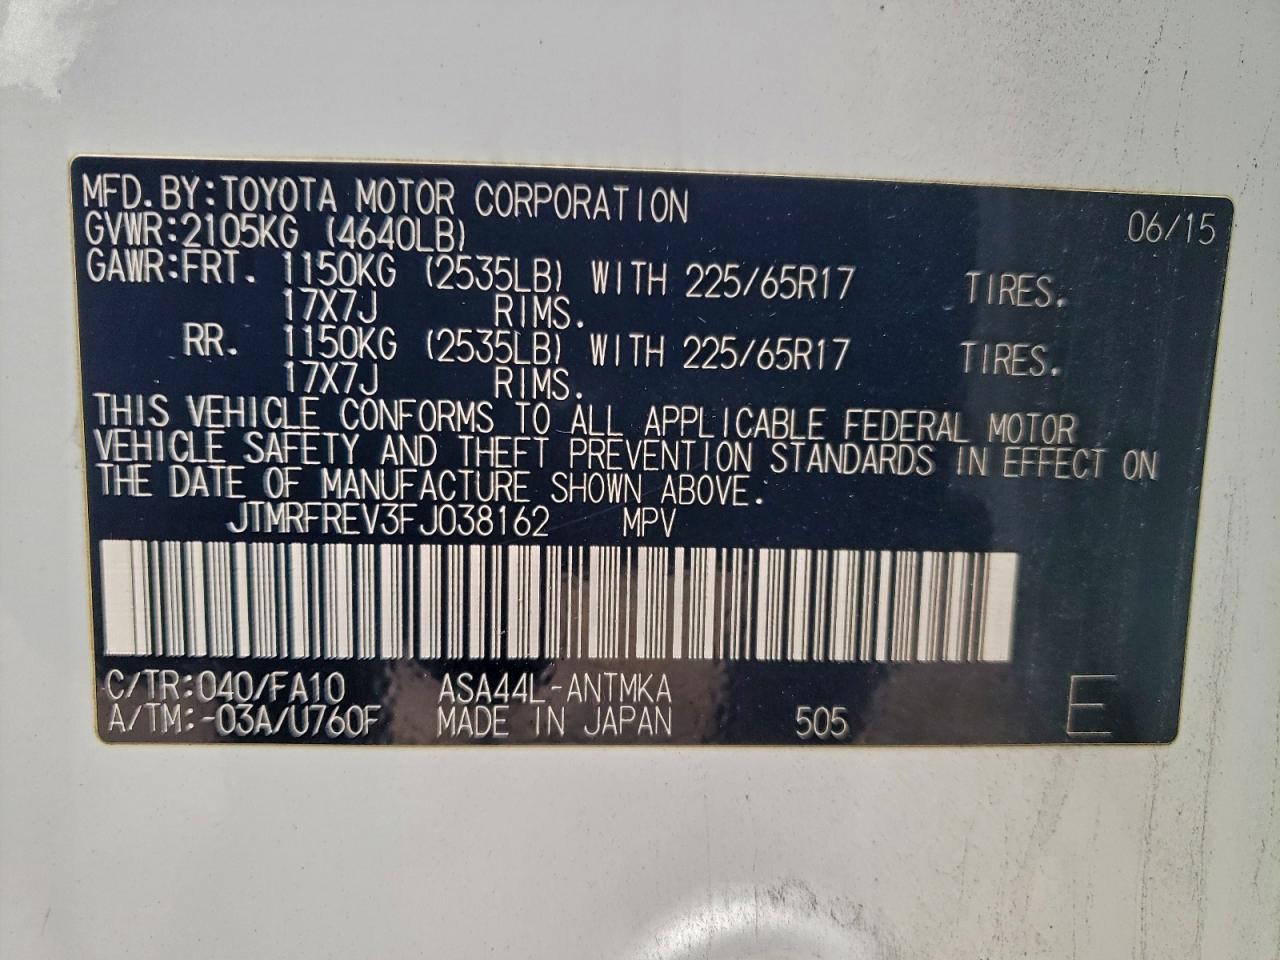 MFD.BY:TOYOTA MOTOR CORPORATION 06/15
GVWR:2105KG (4640LB)
GAWR:FRT. 1150KG (2535LB) WITH 225/65R17 TIRES.
17X7J RIMS.
RR. 1150KG (2535LB) WITH 225/65R17 TIRES.
17X7J RIMS.
THIS VEHICLE CONFORMS TO ALL APPLICABLE FEDERAL MOTOR
VEHICLE SAFETY AND THEFT PREVENTION STANDARDS IN EFFECT ON
THE DATE OF MANUFACTURE SHOWN ABOVE.
JTMRFREV3FJ038162 MPV
C/TR:040/FA10 ASA44L-ANTMKA
A/TM:-03A/U760F MADE IN JAPAN 505 E